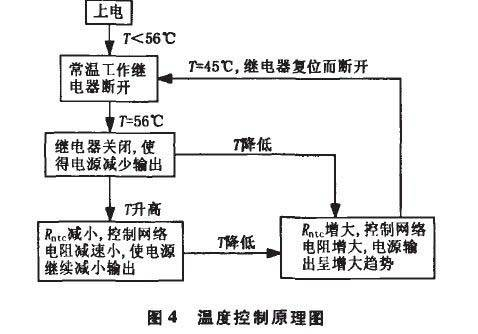 上电
T<56℃
常温工作继
电器断开
T=45℃,继电器复位而断开
T=56℃
继电器关闭,使
得电源减少输出
T降低
T升高
Rntc减小,控制网络
电阻减速小,使电源
继续减小输出
T降低
Rntc增大,控制网络
电阻增大,电源输
出呈增大趋势
图4 温度控制原理图